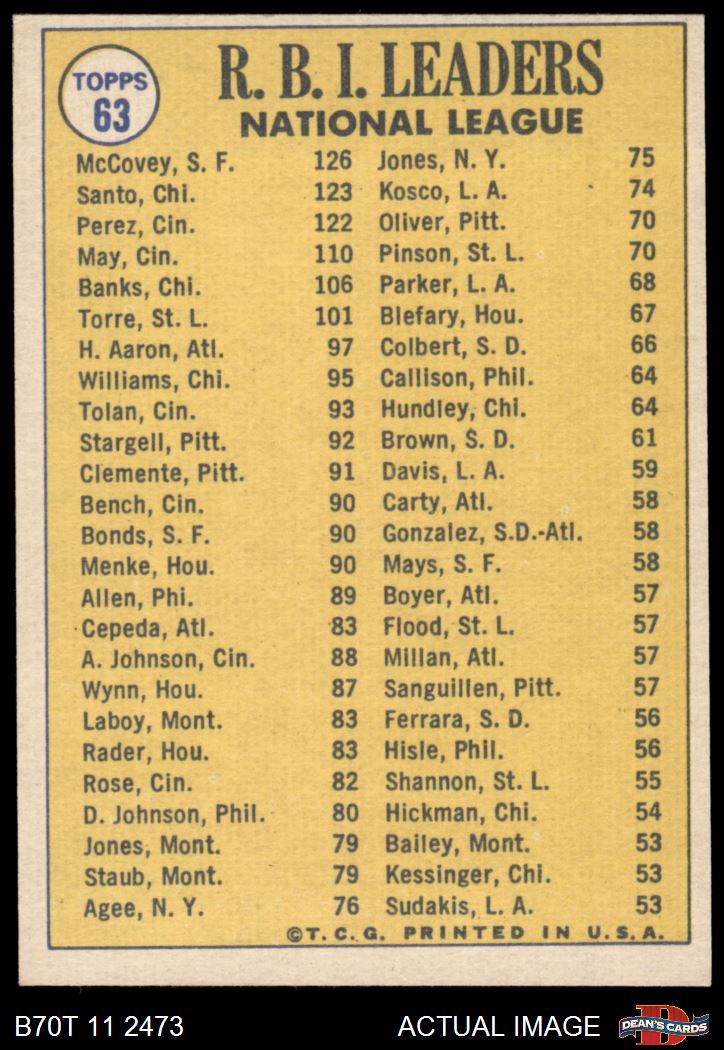 TOPPS
63
R. B. I. LEADERS
NATIONAL LEAGUE
McCovey, S. F. 126
Santo, Chi. 123
Perez, Cin. 122
May, Cin. 110
Banks, Chi. 106
Torre, St. L. 101
H. Aaron, Atl. 97
Williams, Chi. 95
Tolan, Cin. 93
Stargell, Pitt. 92
Clemente, Pitt. 91
Bench, Cin. 90
Bonds, S. F. 90
Menke, Hou. 90
Allen, Phi. 89
Cepeda, Atl. 83
A. Johnson, Cin. 88
Wynn, Hou. 87
Laboy, Mont. 83
Rader, Hou. 83
Rose, Cin. 82
D. Johnson, Phil. 80
Jones, Mont. 79
Staub, Mont. 79
Agee, N. Y. 76
Jones, N. Y. 75
Kosco, L. A. 74
Oliver, Pitt. 70
Pinson, St. L. 70
Parker, L. A. 68
Blefary, Hou. 67
Colbert, S. D. 66
Callison, Phil. 64
Hundley, Chi. 64
Brown, S. D. 61
Davis, L. A. 59
Carty, Atl. 58
Gonzalez, S.D.-Atl. 58
Mays, S. F. 58
Boyer, Atl. 57
Flood, St. L. 57
Millan, Atl. 57
Sanguillen, Pitt. 57
Ferrara, S. D. 56
Hisle, Phil. 56
Shannon, St. L. 55
Hickman, Chi. 54
Bailey, Mont. 53
Kessinger, Chi. 53
Sudakis, L. A. 53
©T. C. G. PRINTED IN U. S. A.
B70T 11 2473
ACTUAL IMAGE
DEAN'S CARDS